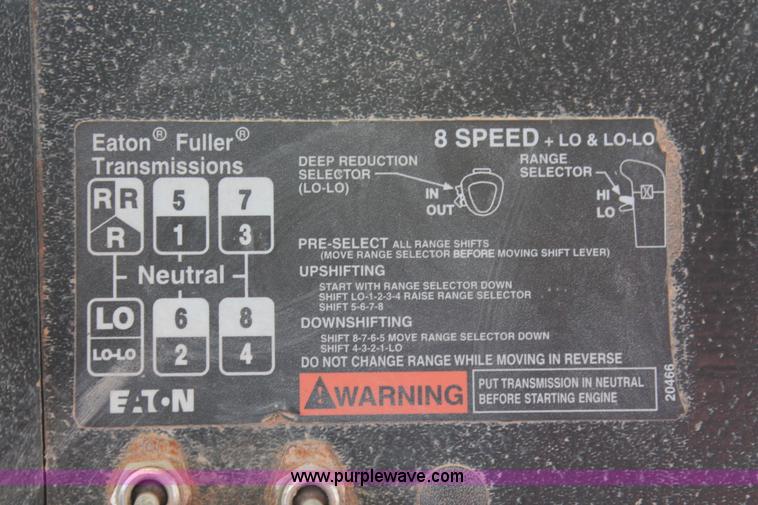 Eaton® Fuller®
Transmissions
8 SPEED + LO & LO-LO
DEEP REDUCTION
SELECTOR
(LO-LO)
IN
OUT
RANGE
SELECTOR
HI
LO
R R
R
5
1
7
3
Neutral
LO
LO-LO
6
2
8
4
EATON
PRE-SELECT ALL RANGE SHIFTS
(MOVE RANGE SELECTOR BEFORE MOVING SHIFT LEVER)
UPSHIFTING
START WITH RANGE SELECTOR DOWN
SHIFT LO-1-2-3-4 RAISE RANGE SELECTOR
SHIFT 5-6-7-8
DOWNSHIFTING
SHIFT 8-7-6-5 MOVE RANGE SELECTOR DOWN
SHIFT 4-3-2-1-LO
DO NOT CHANGE RANGE WHILE MOVING IN REVERSE
WARNING
PUT TRANSMISSION IN NEUTRAL
BEFORE STARTING ENGINE
20466
www.purplewave.com